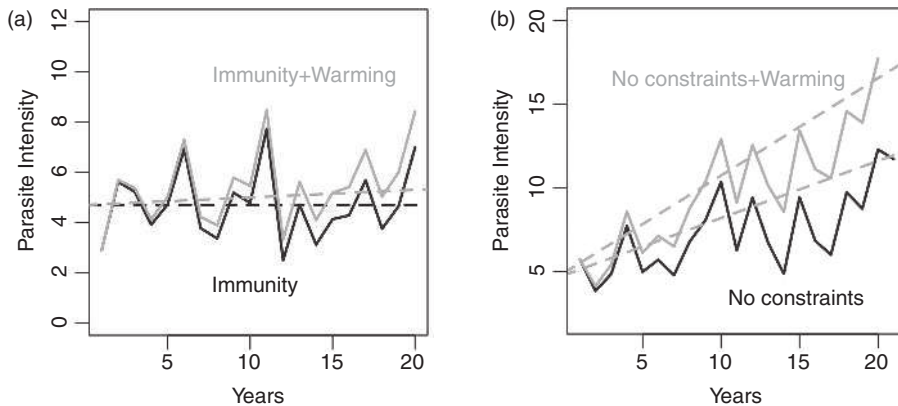 (a)
12
10
8
6
4
2
0
Parasite Intensity
Immunity+Warming
Immunity
5
10
15
20
Years
(b)
20
15
10
5
Parasite Intensity
No constraints+Warming
No constraints
5
10
15
20
Years